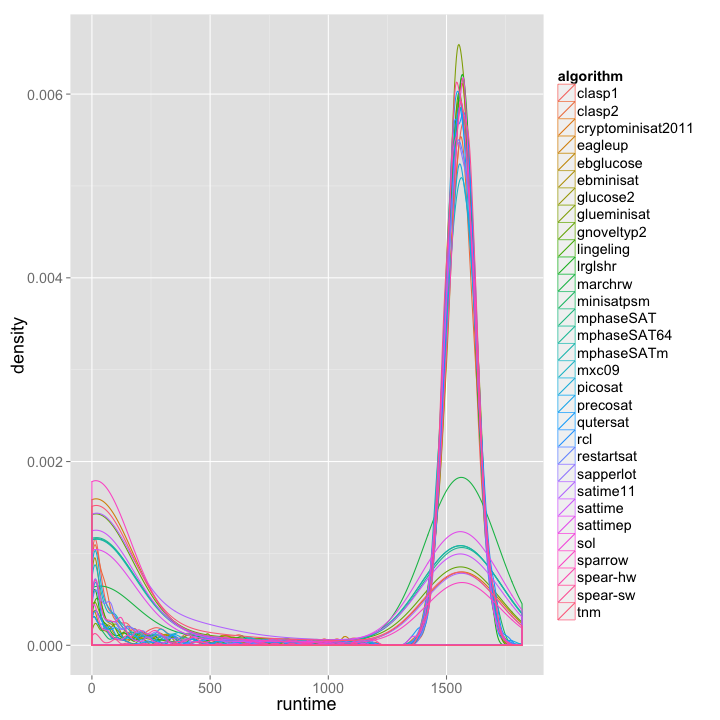 0.006
0.004
0.002
0.000
density
0
500
1000
1500
runtime
algorithm
clasp1
clasp2
cryptominisat2011
eagleup
ebglucose
ebminisat
glucose2
glueminisat
gnoveltyp2
lingeling
lrglshr
marchrw
minisatpsm
mphaseSAT
mphaseSAT64
mphaseSATm
mxc09
picosat
precosat
qutersat
rcl
restartsat
sapperlot
satime11
sattime
sattimep
sol
sparrow
spear-hw
spear-sw
tnm